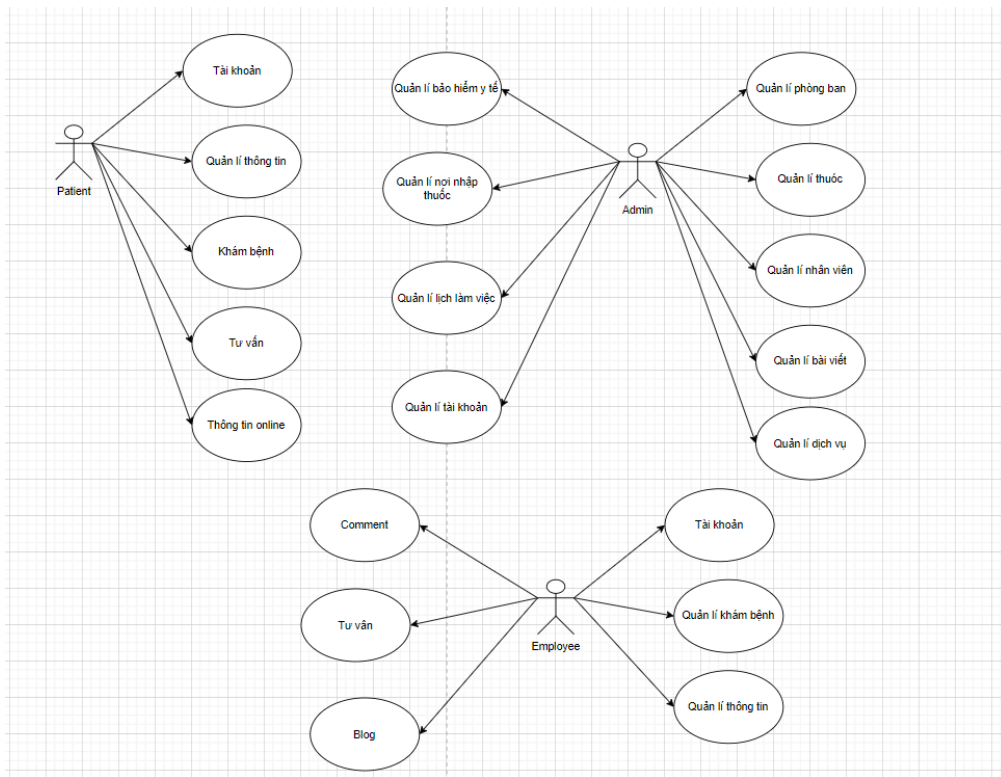 Tài khoản
Quản lí thông tin
Patient
Khám bệnh
Tư vấn
Thông tin online
Quản lí bảo hiểm y tế
Quản lí nơi nhập
thuốc
Quản lí lịch làm việc
Quản lí tài khoản
Admin
Quản lí phòng ban
Quản lí thuóc
Quản lí nhân viên
Quản lí bài viết
Quản lí dịch vụ
Comment
Tư vân
Blog
Employee
Tài khoản
Quản lí khám bệnh
Quản lí thông tin